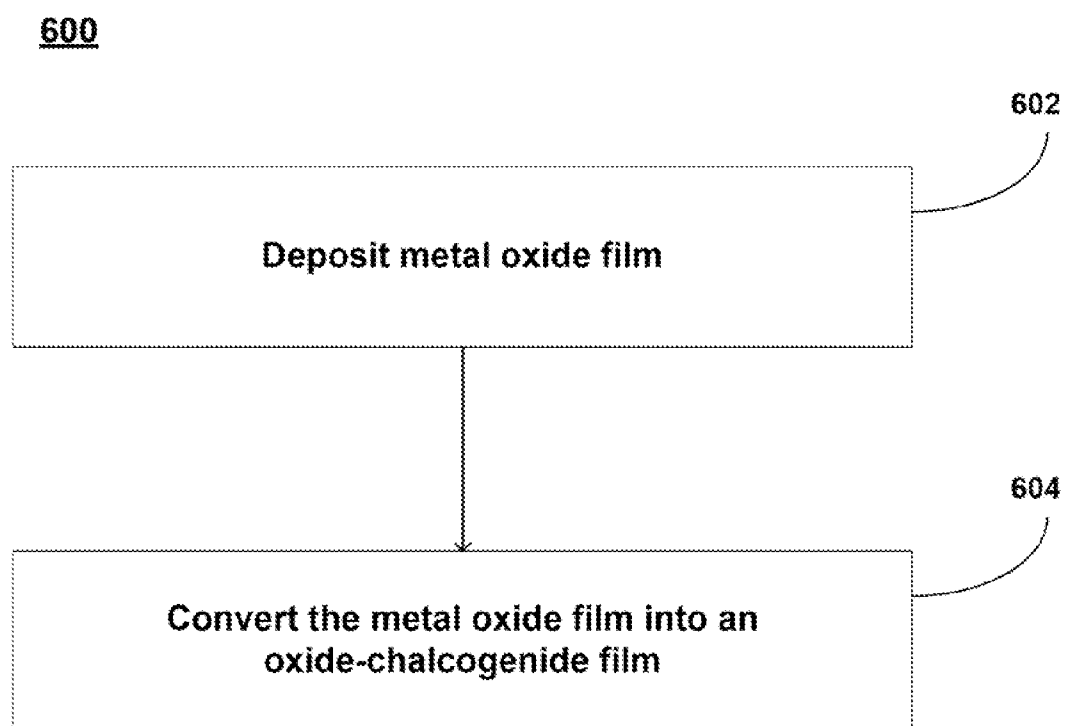 600
602
Deposit metal oxide film
604
Convert the metal oxide film into an
oxide-chalcogenide film